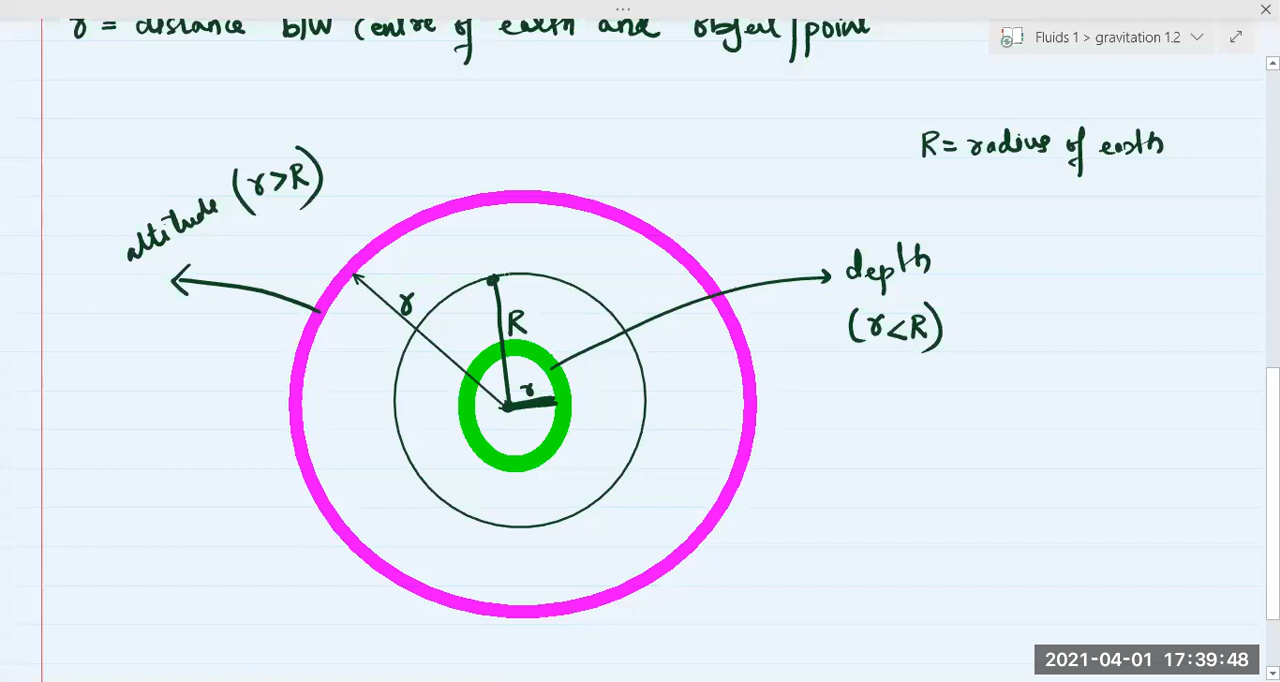 r = distance b/w Centre of earth and object/point
Fluids 1 > gravitation 1.2
R = radius of earth
altitude (r>R)
depth
(r<R)
r
R
r
2021-04-01 17:39:48